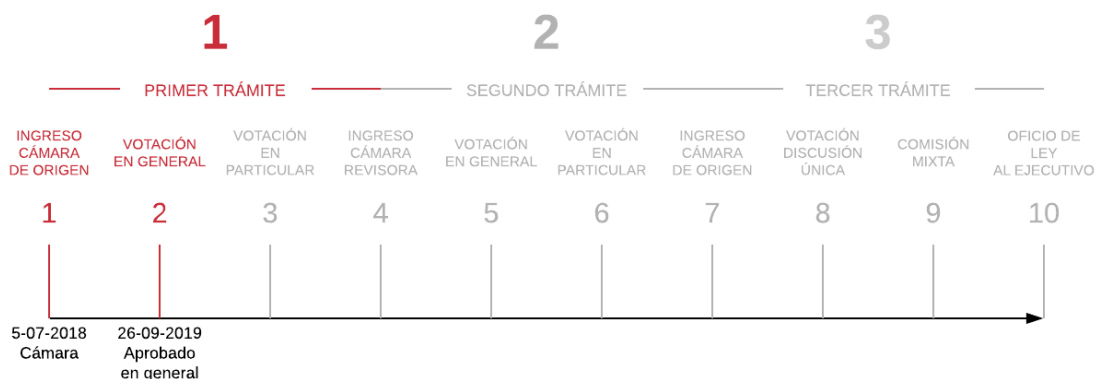 1
2
3
PRIMER TRÁMITE
SEGUNDO TRÁMITE
TERCER TRÁMITE
INGRESO
CÁMARA
DE ORIGEN
VOTACIÓN
EN GENERAL
VOTACIÓN
EN
PARTICULAR
INGRESO
CÁMARA
REVISORA
VOTACIÓN
EN GENERAL
VOTACIÓN
EN
PARTICULAR
INGRESO
CÁMARA
DE ORIGEN
VOTACIÓN
DISCUSIÓN
ÚNICA
COMISIÓN
MIXTA
OFICIO DE
LEY
AL EJECUTIVO
1
2
3
4
5
6
7
8
9
10
5-07-2018
Cámara
26-09-2019
Aprobado
en general